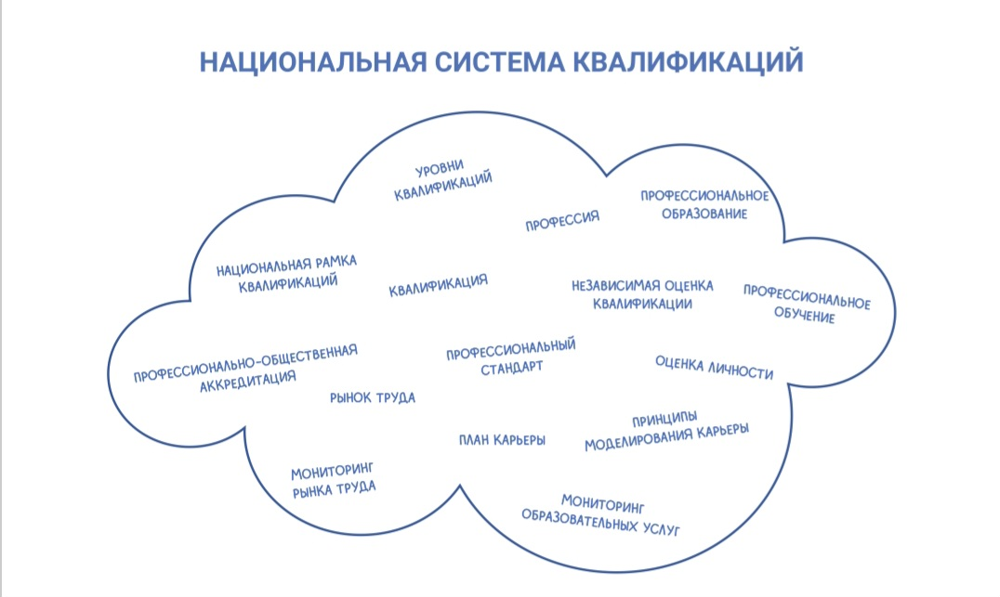 НАЦИОНАЛЬНАЯ СИСТЕМА КВАЛИФИКАЦИЙ
УРОВНИ
КВАЛИФИКАЦИЙ
ПРОФЕССИЯ
ПРОФЕССИОНАЛЬНОЕ
ОБРАЗОВАНИЕ
НАЦИОНАЛЬНАЯ РАМКА
КВАЛИФИКАЦИЙ
КВАЛИФИКАЦИЯ
НЕЗАВИСИМАЯ ОЦЕНКА
КВАЛИФИКАЦИИ
ПРОФЕССИОНАЛЬНОЕ
ОБУЧЕНИЕ
ПРОФЕССИОНАЛЬНО-ОБЩЕСТВЕННАЯ
АККРЕДИТАЦИЯ
ПРОФЕССИОНАЛЬНЫЙ
СТАНДАРТ
ОЦЕНКА ЛИЧНОСТИ
РЫНОК ТРУДА
ПЛАН КАРЬЕРЫ
ПРИНЦИПЫ
МОДЕЛИРОВАНИЯ КАРЬЕРЫ
МОНИТОРИНГ
РЫНКА ТРУДА
МОНИТОРИНГ
ОБРАЗОВАТЕЛЬНЫХ УСЛУГ